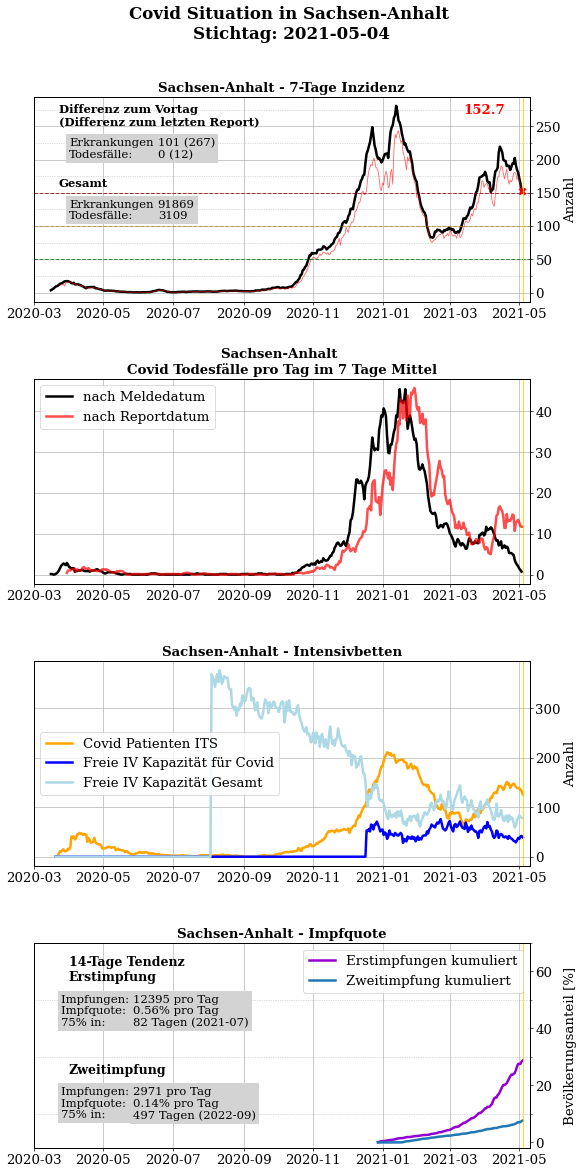 Covid Situation in Sachsen-Anhalt
Stichtag: 2021-05-04
Sachsen-Anhalt - 7-Tage Inzidenz
Differenz zum Vortag
(Differenz zum letzten Report)
Erkrankungen 101 (267)
Todesfälle: 0 (12)
Gesamt
Erkrankungen 91869
Todesfälle: 3109
152.7
250
200
150
100
50
0
Anzahl
2020-03 2020-05 2020-07 2020-09 2020-11 2021-01 2021-03 2021-05
Sachsen-Anhalt
Covid Todesfälle pro Tag im 7 Tage Mittel
nach Meldedatum
nach Reportdatum
40
30
20
10
0
2020-03 2020-05 2020-07 2020-09 2020-11 2021-01 2021-03 2021-05
Sachsen-Anhalt - Intensivbetten
Covid Patienten ITS
Freie IV Kapazität für Covid
Freie IV Kapazität Gesamt
300
200
100
0
Anzahl
2020-03 2020-05 2020-07 2020-09 2020-11 2021-01 2021-03 2021-05
Sachsen-Anhalt - Impfquote
14-Tage Tendenz
Erstimpfung
Impfungen: 12395 pro Tag
Impfquote: 0.56% pro Tag
75% in: 82 Tagen (2021-07)
Zweitimpfung
Impfungen: 2971 pro Tag
Impfquote: 0.14% pro Tag
75% in: 497 Tagen (2022-09)
Erstimpfungen kumuliert
Zweitimpfung kumuliert
60
40
20
0
Bevölkerungsanteil [%]
2020-03 2020-05 2020-07 2020-09 2020-11 2021-01 2021-03 2021-05